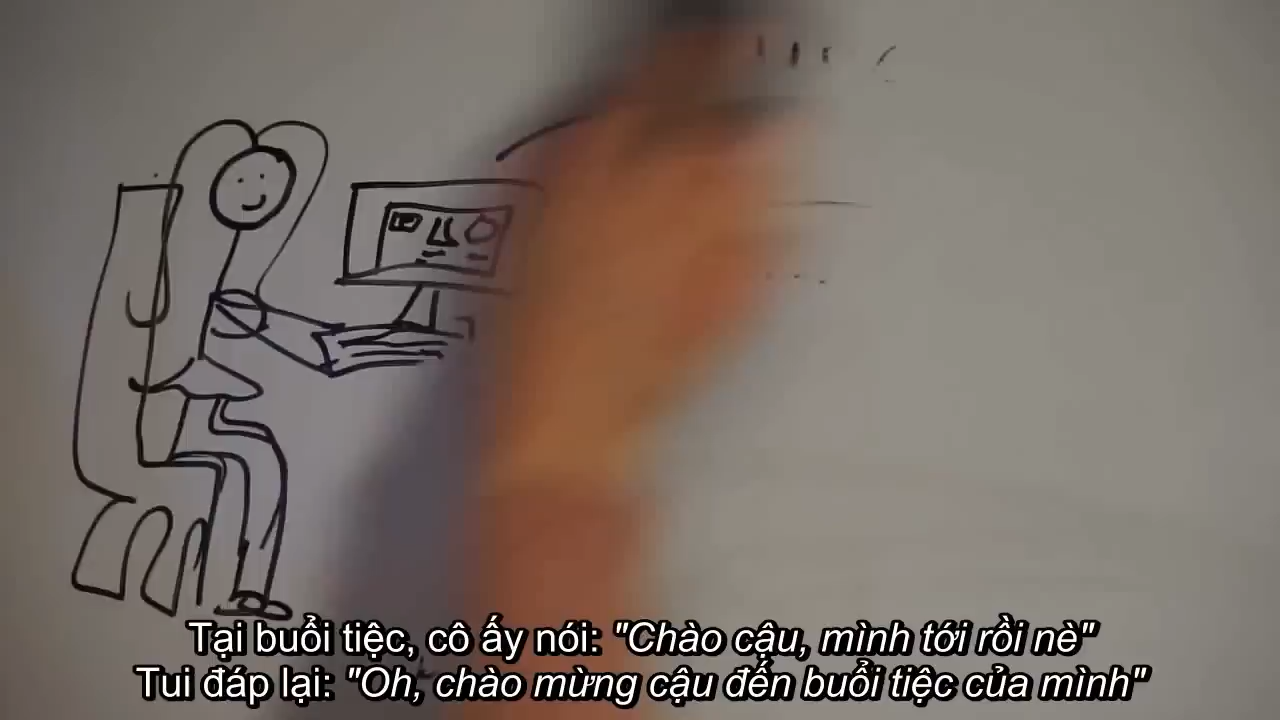 Tại buổi tiệc, cô ấy nói: "Chào cậu, mình tới rồi nè"
Tui đáp lại: "Oh, chào mừng cậu đến buổi tiệc của mình"